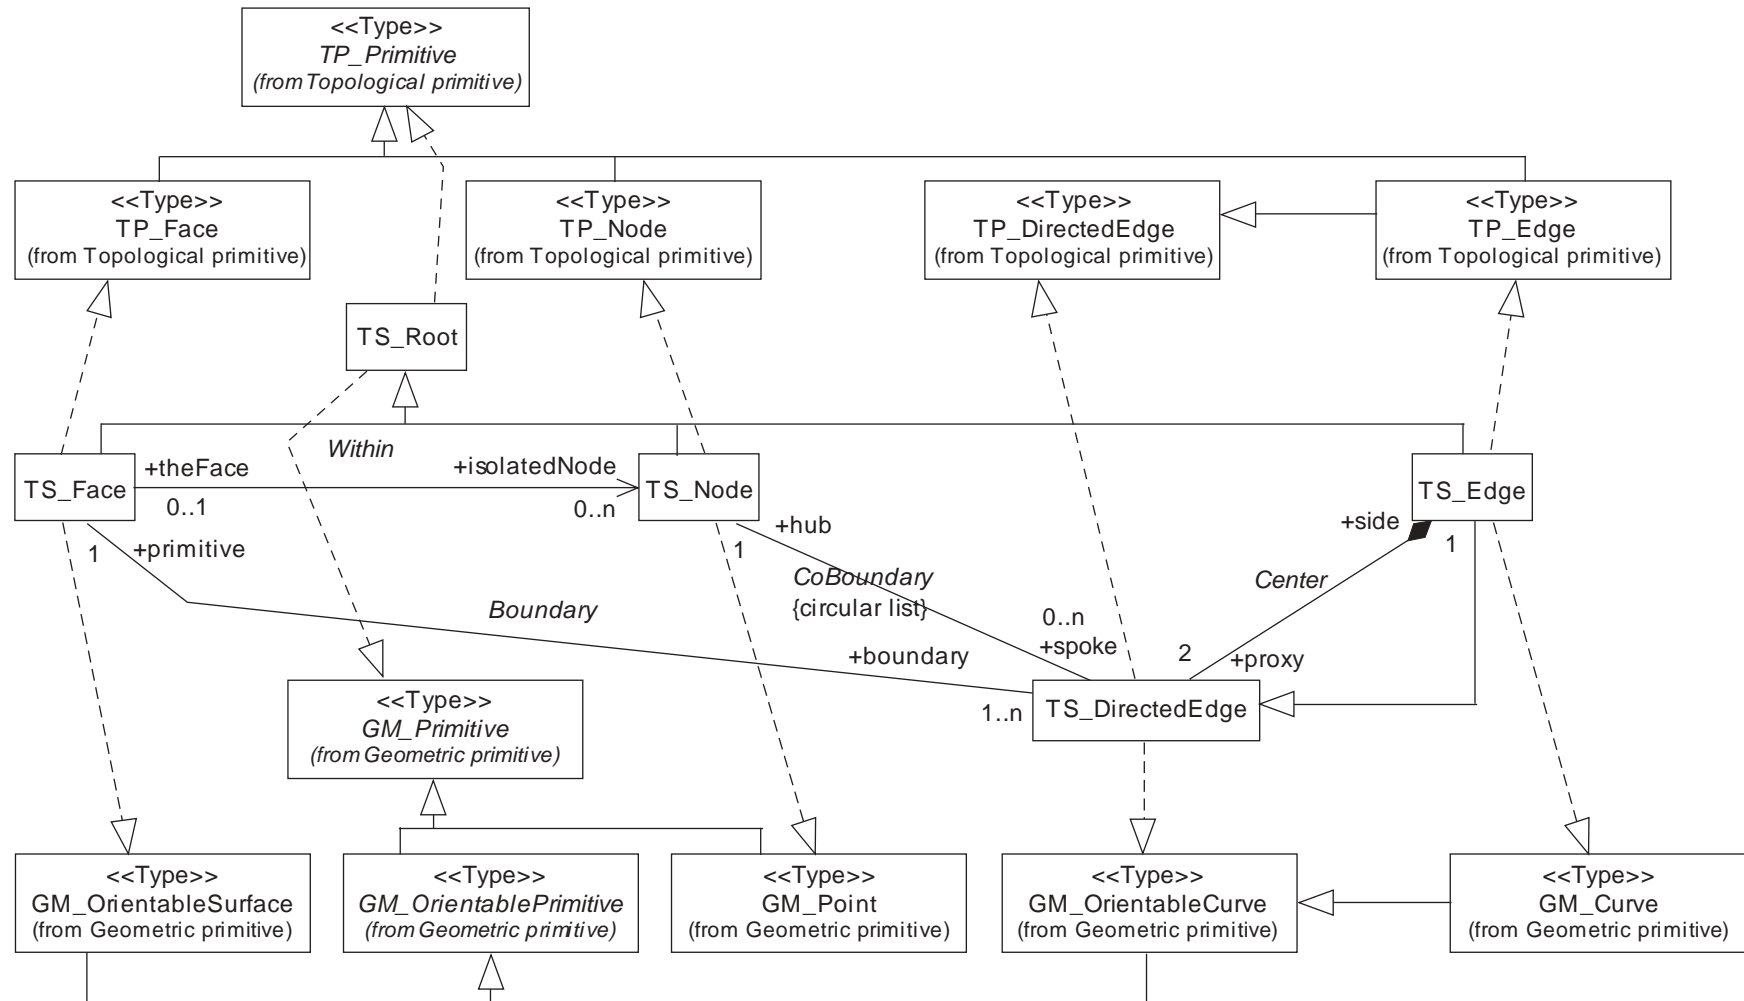 <<Type>>
TP_Primitive
(from Topological primitive)
<<Type>>
TP_Face
(from Topological primitive)
<<Type>>
TP_Node
(from Topological primitive)
<<Type>>
TP_DirectedEdge
(from Topological primitive)
<<Type>>
TP_Edge
(from Topological primitive)
TS_Root
Within
TS_Face
+theFace
0..1
+isolatedNode
0..n
TS_Node
TS_Edge
1
+primitive
+hub
1
+side
1
CoBoundary
{circular list}
Center
Boundary
0..n
+spoke
2
+proxy
+boundary
1..n
TS_DirectedEdge
<<Type>>
GM_Primitive
(from Geometric primitive)
<<Type>>
GM_OrientableSurface
(from Geometric primitive)
<<Type>>
GM_OrientablePrimitive
(from Geometric primitive)
<<Type>>
GM_Point
(from Geometric primitive)
<<Type>>
GM_OrientableCurve
(from Geometric primitive)
<<Type>>
GM_Curve
(from Geometric primitive)